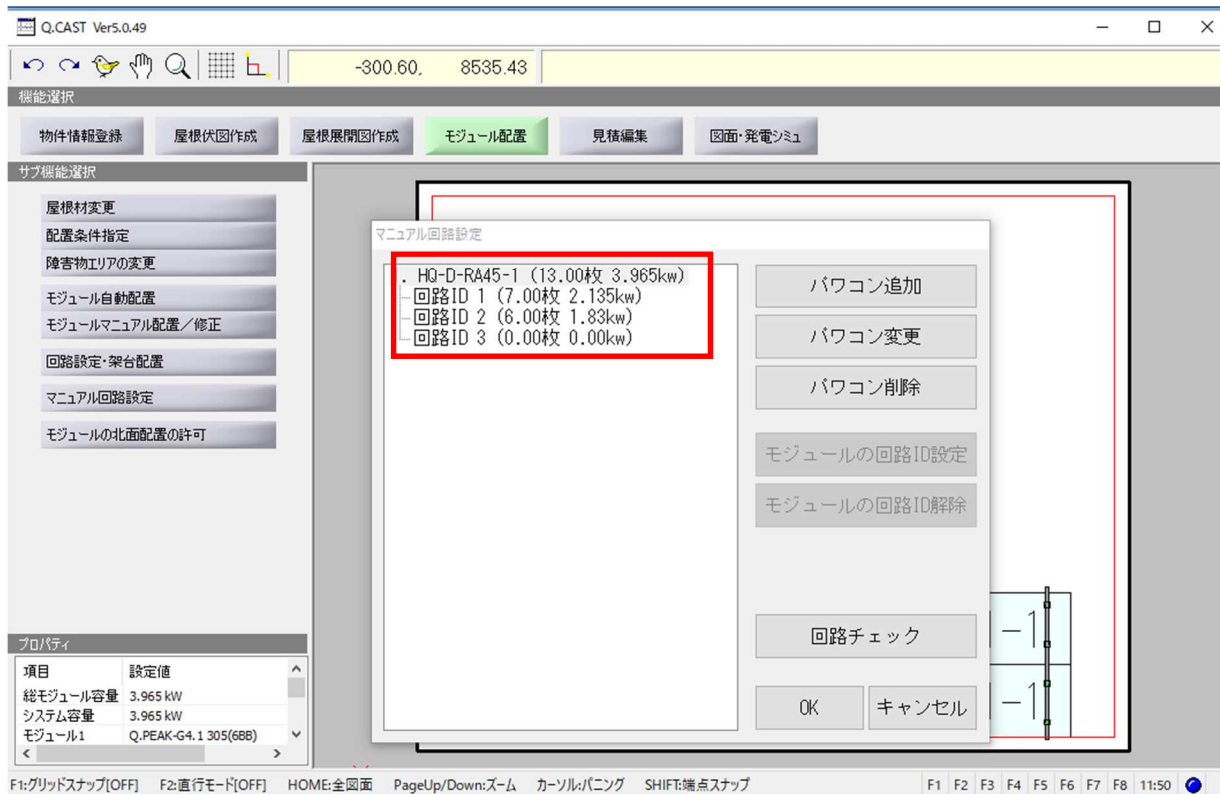 Q.CAST Ver5.0.49
-300.60, 8535.43
機能選択
物件情報登録 屋根伏図作成 屋根展開図作成 モジュール配置 見積編集 図面・発電シミュ
サブ機能選択
屋根材変更
配置条件指定
障害物エリアの変更
モジュール自動配置
モジュールマニュアル配置／修正
回路設定・架台配置
マニュアル回路設定
モジュールの北面配置の許可
マニュアル回路設定
. HQ-D-RA45-1 (13.00枚 3.965kw)
回路ID 1 (7.00枚 2.135kw)
回路ID 2 (6.00枚 1.83kw)
回路ID 3 (0.00枚 0.00kw)
パワコン追加
パワコン変更
パワコン削除
モジュールの回路ID設定
モジュールの回路ID解除
回路チェック
OK キャンセル
-1
-1
プロパティ
項目 設定値
総モジュール容量 3.965 kW
システム容量 3.965 kW
モジュール1 Q.PEAK-G4.1 305(6BB)
F1:グリッドスナップ[OFF] F2:直行モード[OFF] HOME:全図面 PageUp/Down:ズーム カーソル:パニング SHIFT:端点スナップ F1 F2 F3 F4 F5 F6 F7 F8 11:50